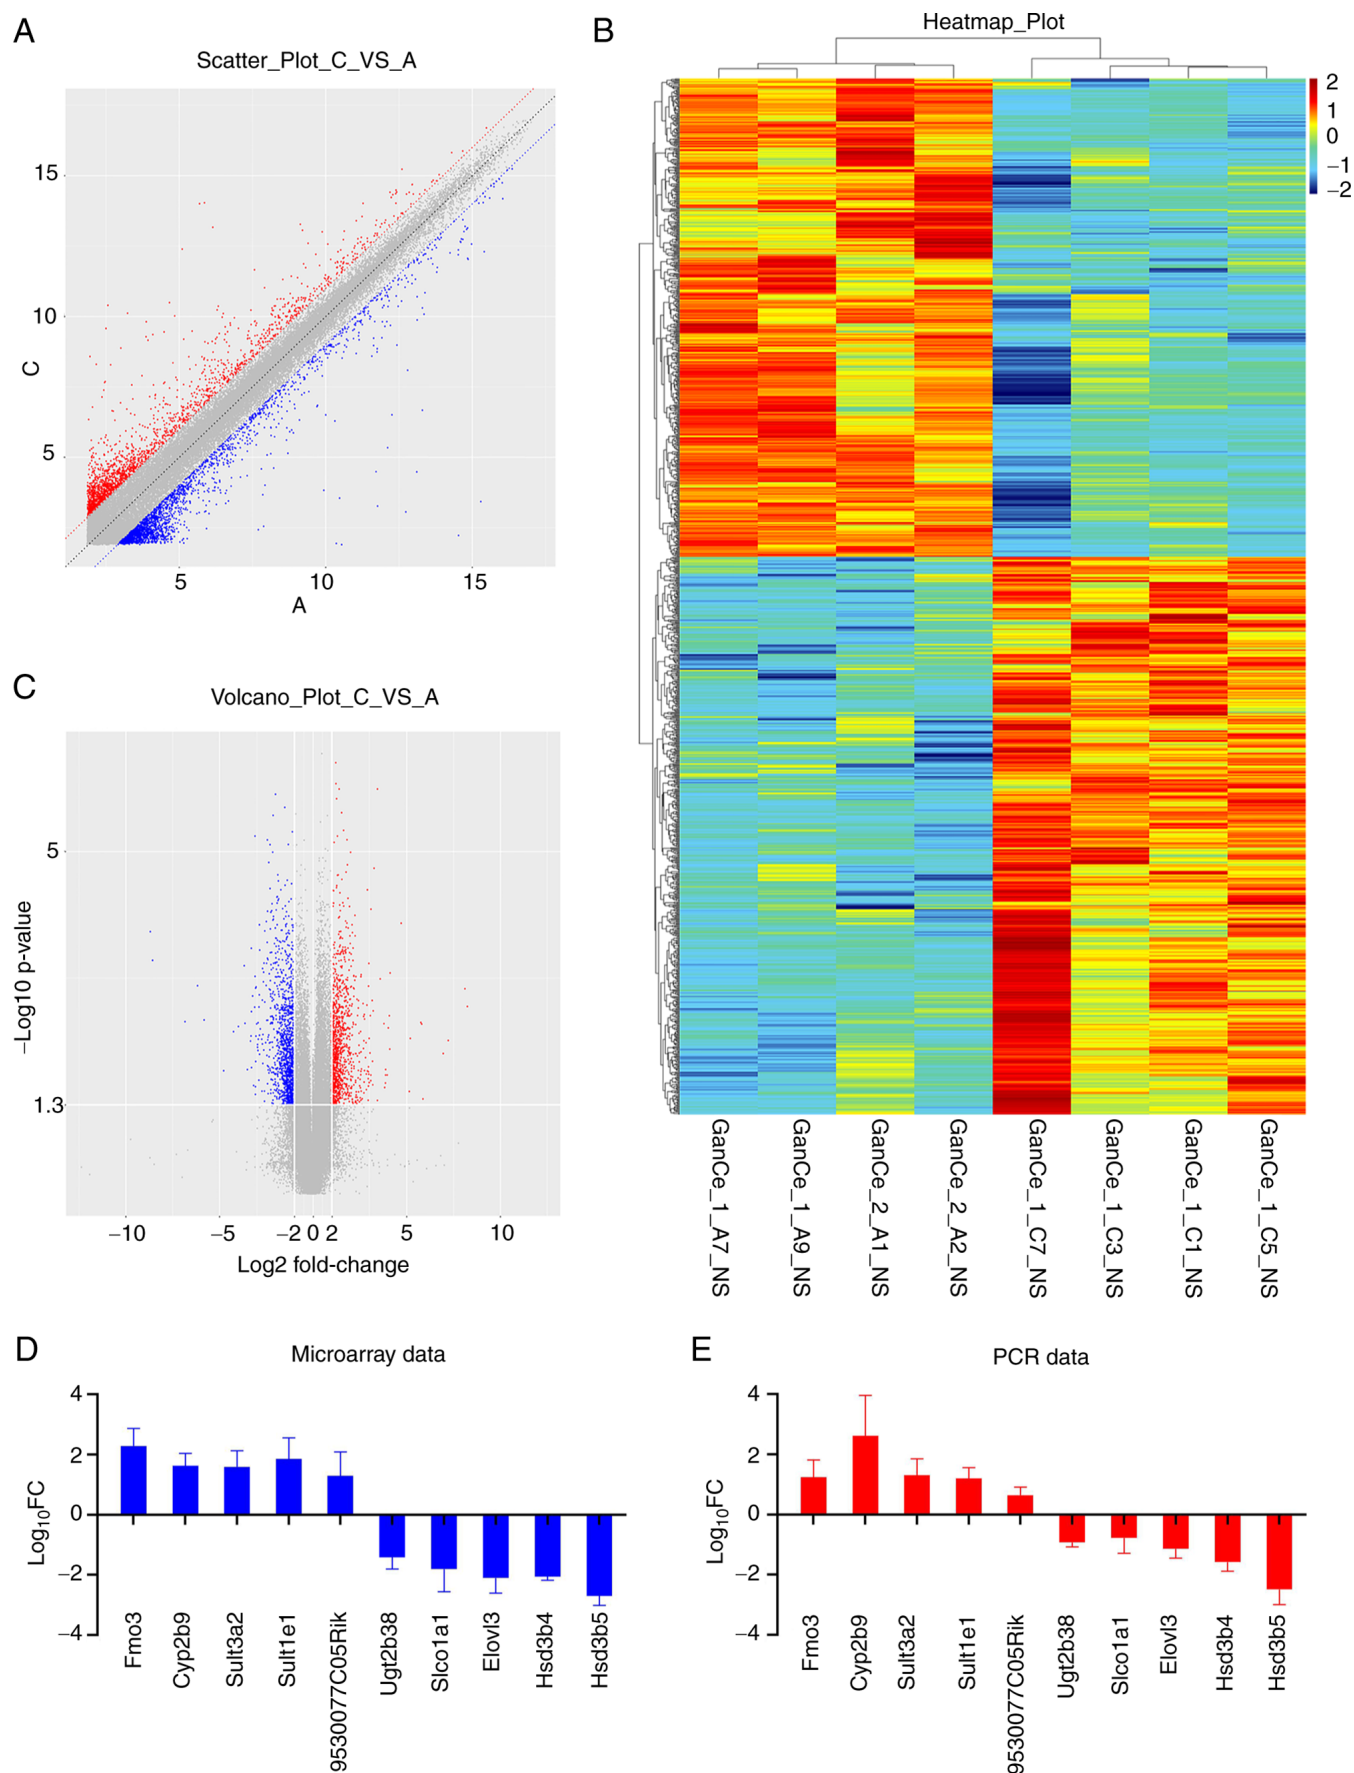 A
Scatter_Plot_C_VS_A
15
10
5
C
5
10
15
A
B
Heatmap_Plot
2
1
0
−1
−2
GanCe_1_A7_NS
GanCe_1_A9_NS
GanCe_2_A1_NS
GanCe_2_A2_NS
GanCe_1_C7_NS
GanCe_1_C3_NS
GanCe_1_C1_NS
GanCe_1_C5_NS
C
Volcano_Plot_C_VS_A
5
1.3
−Log10 p-value
−10
−5
−2
0
2
5
10
Log2 fold-change
D
Microarray data
4
2
0
−2
−4
Log10FC
Fmo3
Cyp2b9
Sult3a2
Sult1e1
9530077C05Rik
Ugt2b38
Slco1a1
Elovl3
Hsd3b4
Hsd3b5
E
PCR data
4
2
0
−2
−4
Log10FC
Fmo3
Cyp2b9
Sult3a2
Sult1e1
9530077C05Rik
Ugt2b38
Slco1a1
Elovl3
Hsd3b4
Hsd3b5